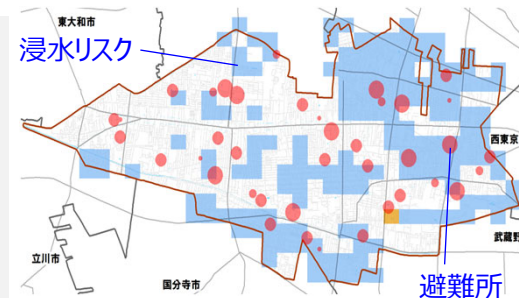 東大和市
浸水リスク
西東京
武蔵野
立川市
国分寺市
避難所